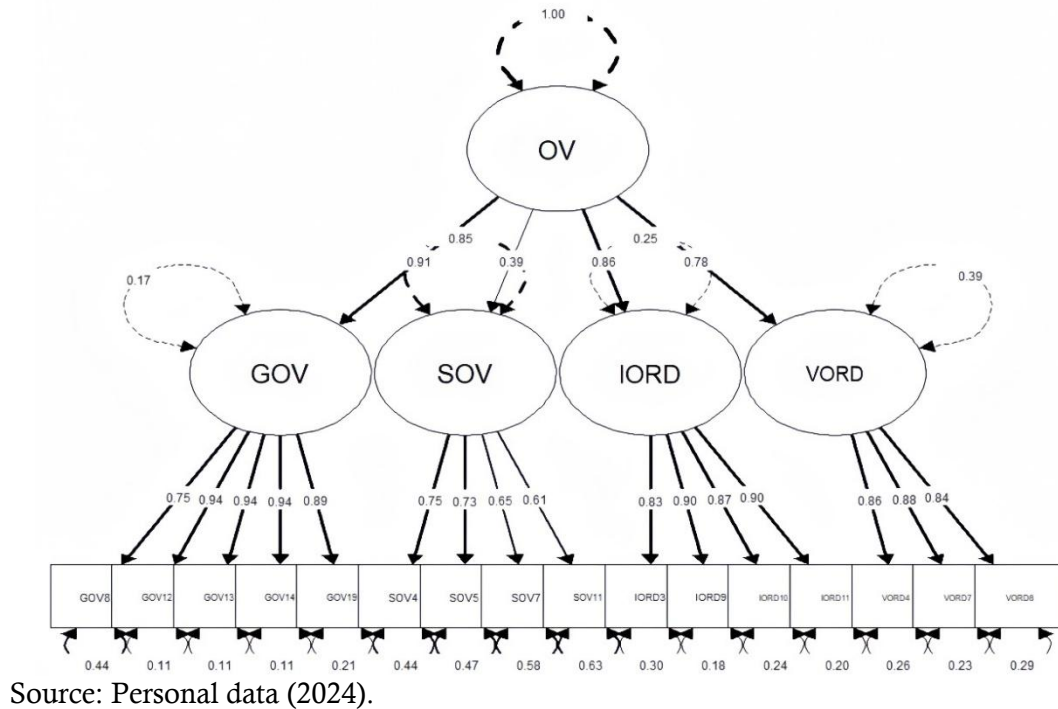 1.00
OV
0.85 0.25
0.91 0.39 0.86 0.78
0.17 0.39
GOV SOV IORD VORD
0.75 0.94 0.94 0.94 0.89 0.75 0.73 0.65 0.61 0.83 0.90 0.87 0.90 0.86 0.88 0.84
GOV8 GOV12 GOV13 GOV14 GOV19 SOV4 SOV5 SOV7 SOV11 IORD3 IORD9 IORD10 IORD11 VORD4 VORD7 VORD8
0.44 0.11 0.11 0.11 0.21 0.44 0.47 0.58 0.63 0.30 0.18 0.24 0.20 0.26 0.23 0.29
Source: Personal data (2024).